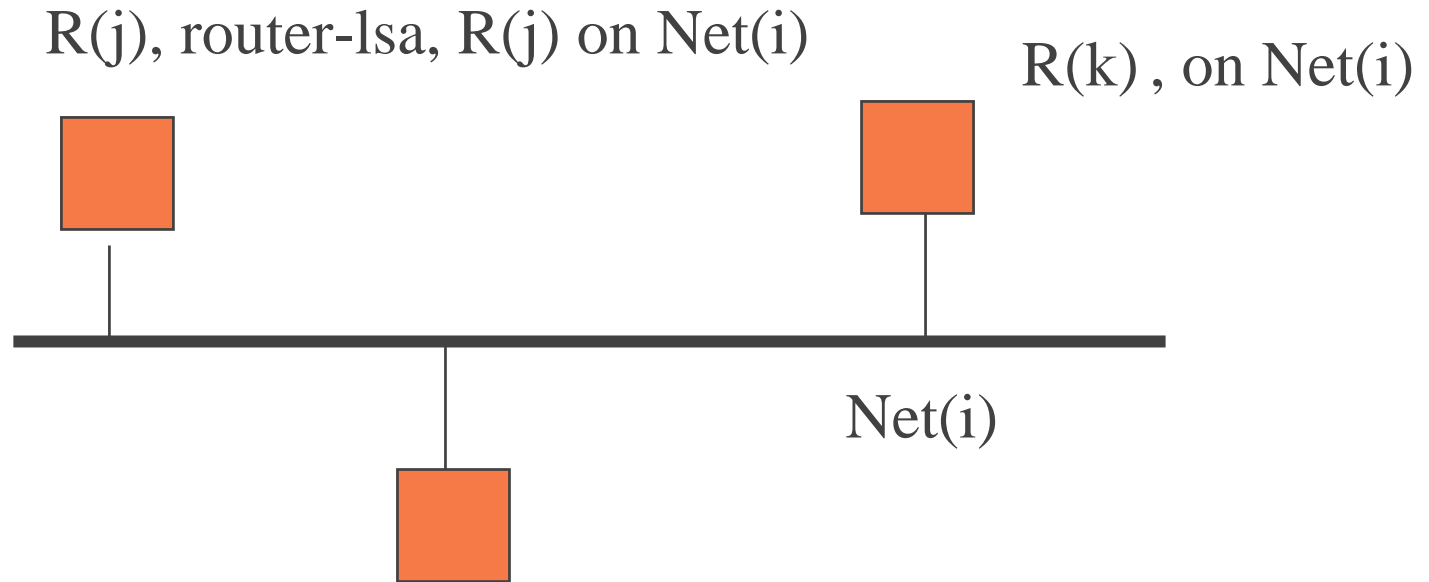 R(j), router-lsa, R(j) on Net(i)
R(k) , on Net(i)
Net(i)